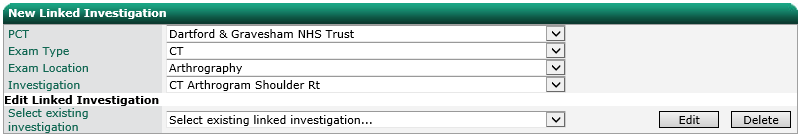 New Linked Investigation
PCT Dartford & Gravesham NHS Trust
Exam Type CT
Exam Location Arthrography
Investigation CT Arthrogram Shoulder Rt
Edit Linked Investigation
Select existing
investigation Select existing linked investigation... Edit Delete